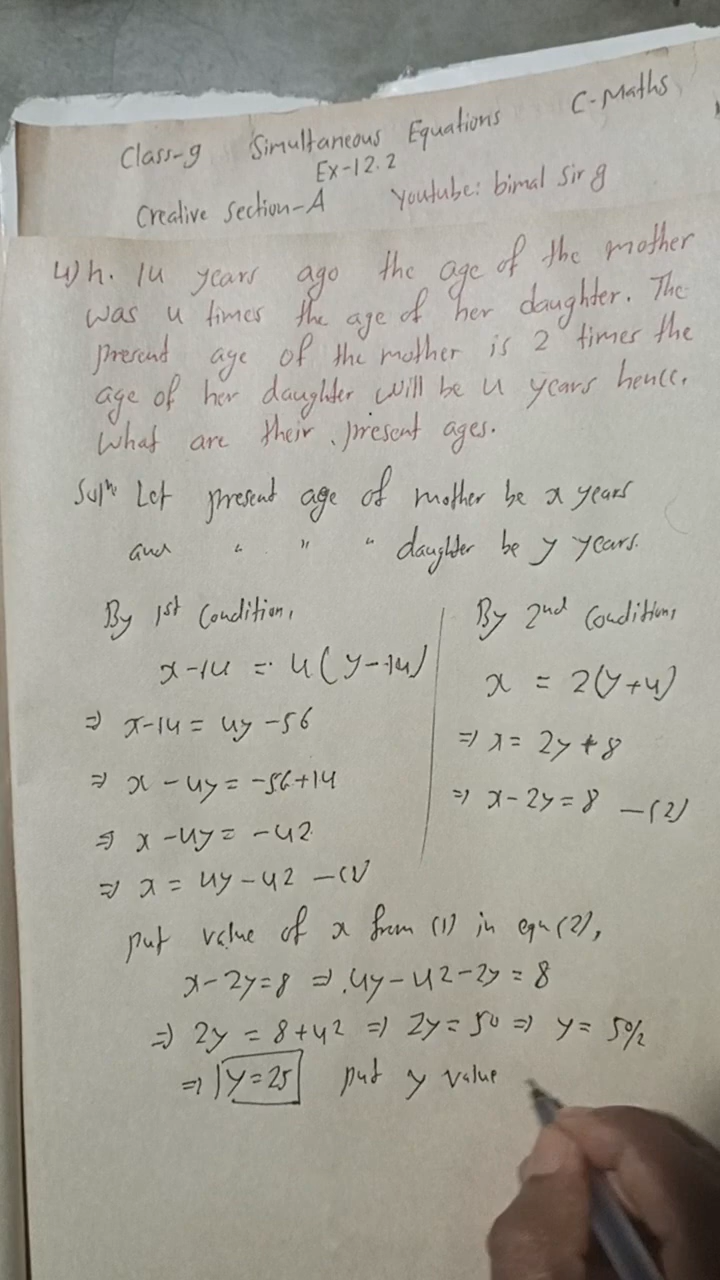 Class-9 Simultaneous Equations C-Maths
Ex-12.2
Creative Section-A Youtube: bimal Sir g
4) h. 14 years ago the age of the mother
was 4 times the age of her daughter. The
present age of the mother is 2 times the
age of her daughter will be 4 years hence.
What are their present ages.
Solⁿ Let present age of mother be x years
and " " " daughter be y years.
By 1st Condition,
x-14 = 4(y-14)
⇒ x-14 = 4y -56
⇒ x - 4y = -56+14
⇒ x - 4y = -42
⇒ x = 4y - 42 —(1)
By 2nd Condition,
x = 2(y+4)
⇒ x = 2y + 8
⇒ x - 2y = 8 —(2)
put value of x from (1) in eqn (2),
x - 2y = 8 ⇒ 4y - 42 - 2y = 8
⇒ 2y = 8+42 ⇒ 2y = 50 ⇒ y = 50/2
⇒ y = 25 put y value